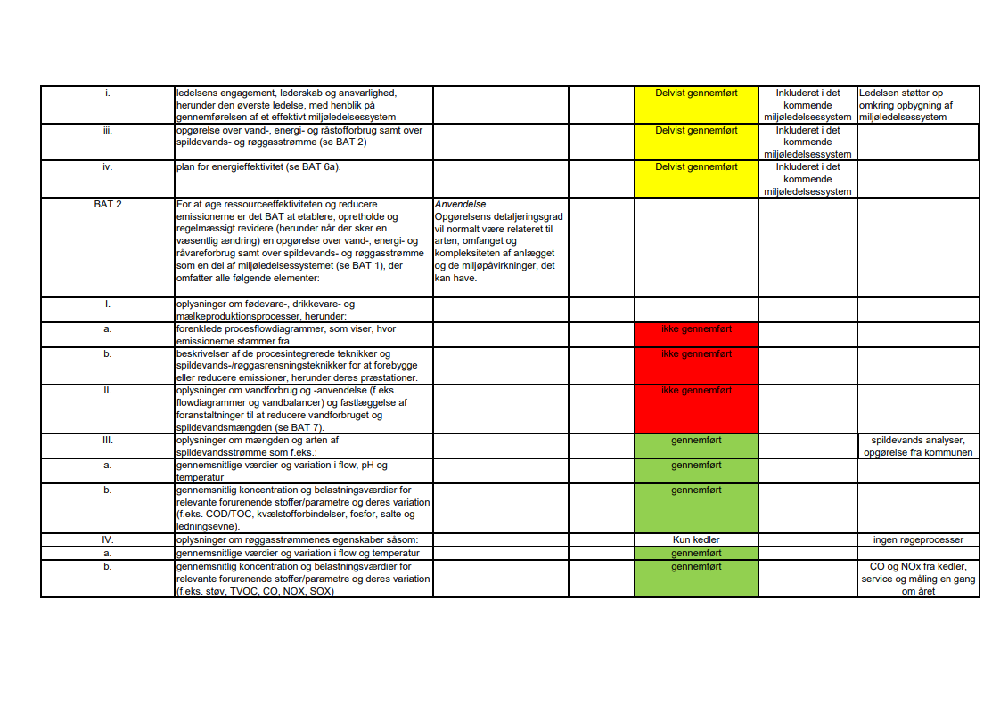 i.
ledelsens engagement, lederskab og ansvarlighed,
herunder den øverste ledelse, med henblik på
gennemførelsen af et effektivt miljøledelsessystem
Delvist gennemført
Inkluderet i det
kommende
miljøledelsessystem
Ledelsen støtter op
omkring opbygning af
miljøledelsessystem
iii.
opgørelse over vand-, energi- og råstofforbrug samt over
spildevands- og røggasstrømme (se BAT 2)
Delvist gennemført
Inkluderet i det
kommende
miljøledelsessystem
iv.
plan for energieffektivitet (se BAT 6a).
Delvist gennemført
Inkluderet i det
kommende
miljøledelsessystem
BAT 2
For at øge ressourceeffektiviteten og reducere
emissionerne er det BAT at etablere, opretholde og
regelmæssigt revidere (herunder når der sker en
væsentlig ændring) en opgørelse over vand-, energi- og
råvareforbrug samt over spildevands- og røggasstrømme
som en del af miljøledelsessystemet (se BAT 1), der
omfatter alle følgende elementer:
Anvendelse
Opgørelsens detaljeringsgrad
vil normalt være relateret til
arten, omfanget og
kompleksiteten af anlægget
og de miljøpåvirkninger, det
kan have.
I.
oplysninger om fødevare-, drikkevare- og
mælkeproduktionsprocesser, herunder:
a.
forenklede procesflowdiagrammer, som viser, hvor
emissionerne stammer fra
ikke gennemført
b.
beskrivelser af de procesintegrerede teknikker og
spildevands-/røggasrensningsteknikker for at forebygge
eller reducere emissioner, herunder deres præstationer.
ikke gennemført
II.
oplysninger om vandforbrug og -anvendelse (f.eks.
flowdiagrammer og vandbalancer) og fastlæggelse af
foranstaltninger til at reducere vandforbruget og
spildevandsmængden (se BAT 7).
ikke gennemført
III.
oplysninger om mængden og arten af
spildevandsstrømme som f.eks.:
gennemført
spildevands analyser,
opgørelse fra kommunen
a.
gennemsnitlige værdier og variation i flow, pH og
temperatur
gennemført
b.
gennemsnitlig koncentration og belastningsværdier for
relevante forurenende stoffer/parametre og deres variation
(f.eks. COD/TOC, kvælstofforbindelser, fosfor, salte og
ledningsevne).
gennemført
IV.
oplysninger om røggasstrømmenes egenskaber såsom:
Kun kedler
ingen røgeprocesser
a.
gennemsnitlige værdier og variation i flow og temperatur
gennemført
b.
gennemsnitlig koncentration og belastningsværdier for
relevante forurenende stoffer/parametre og deres variation
(f.eks. støv, TVOC, CO, NOX, SOX)
gennemført
CO og NOx fra kedler,
service og måling en gang
om året